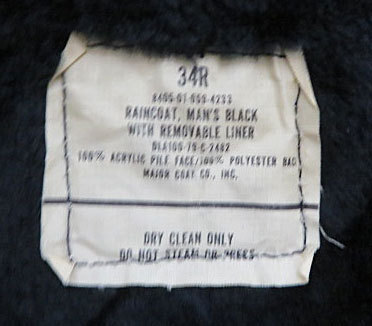 34R
8405-01-058-4233
RAINCOAT, MAN'S BLACK
WITH REMOVABLE LINER
DLA100-79-C-2482
100% ACRYLIC PILE FACE/100% POLYESTER BAC
MAJOR COAT CO., INC.
DRY CLEAN ONLY
DO NOT STEAM OR PRESS